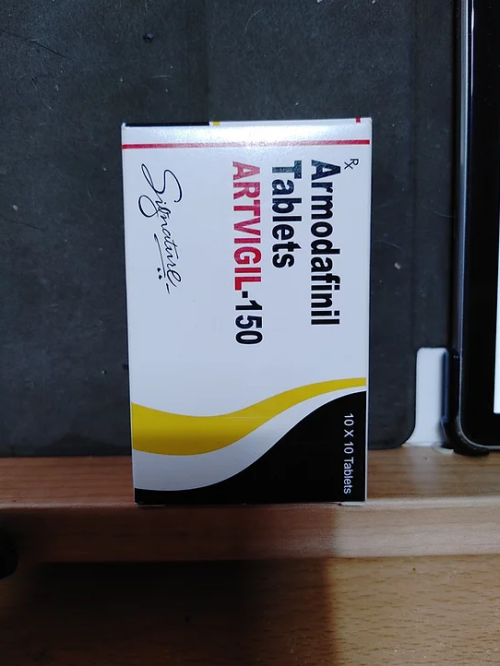 Rx
Armodafinil
Tablets
ARTVIGIL-150
Signature
10 X 10 Tablets